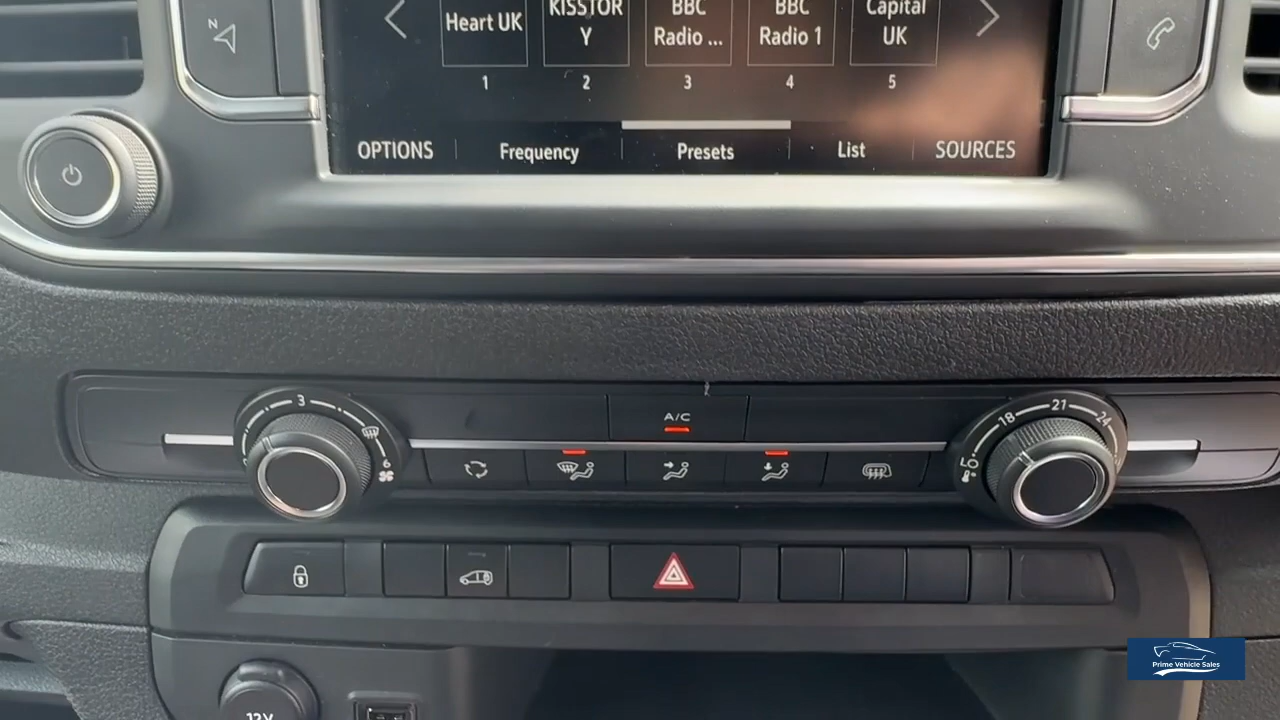 N
Heart UK
KISSTOR
Y
BBC
Radio ...
BBC
Radio 1
Capital
UK
1 2 3 4 5
OPTIONS Frequency Presets List SOURCES
3
6
A/C
18 21 24
12V
Prime Vehicle Sales